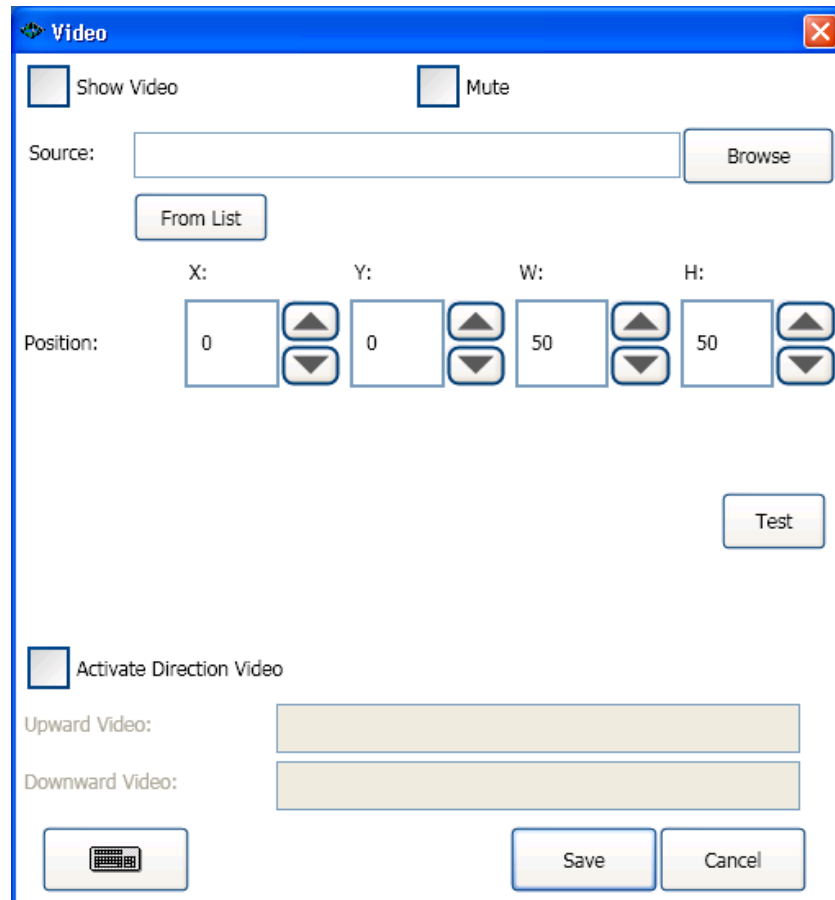 Video
Show Video
Mute
Source:
Browse
From List
X:
Y:
W:
H:
Position:
0
0
50
50
Test
Activate Direction Video
Upward Video:
Downward Video:
Save
Cancel